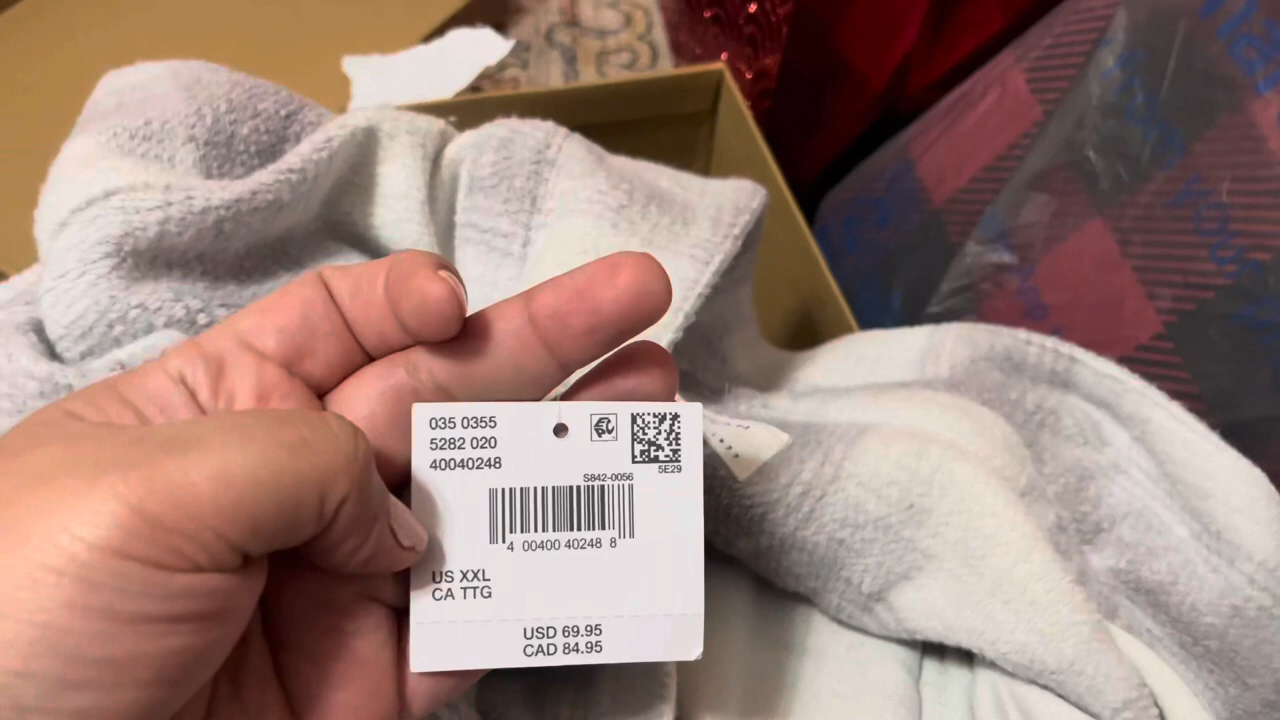 035 0355
5282 020
40040248
5E29
S842-0056
4 00400 40248 8
US XXL
CA TTG
USD 69.95
CAD 84.95